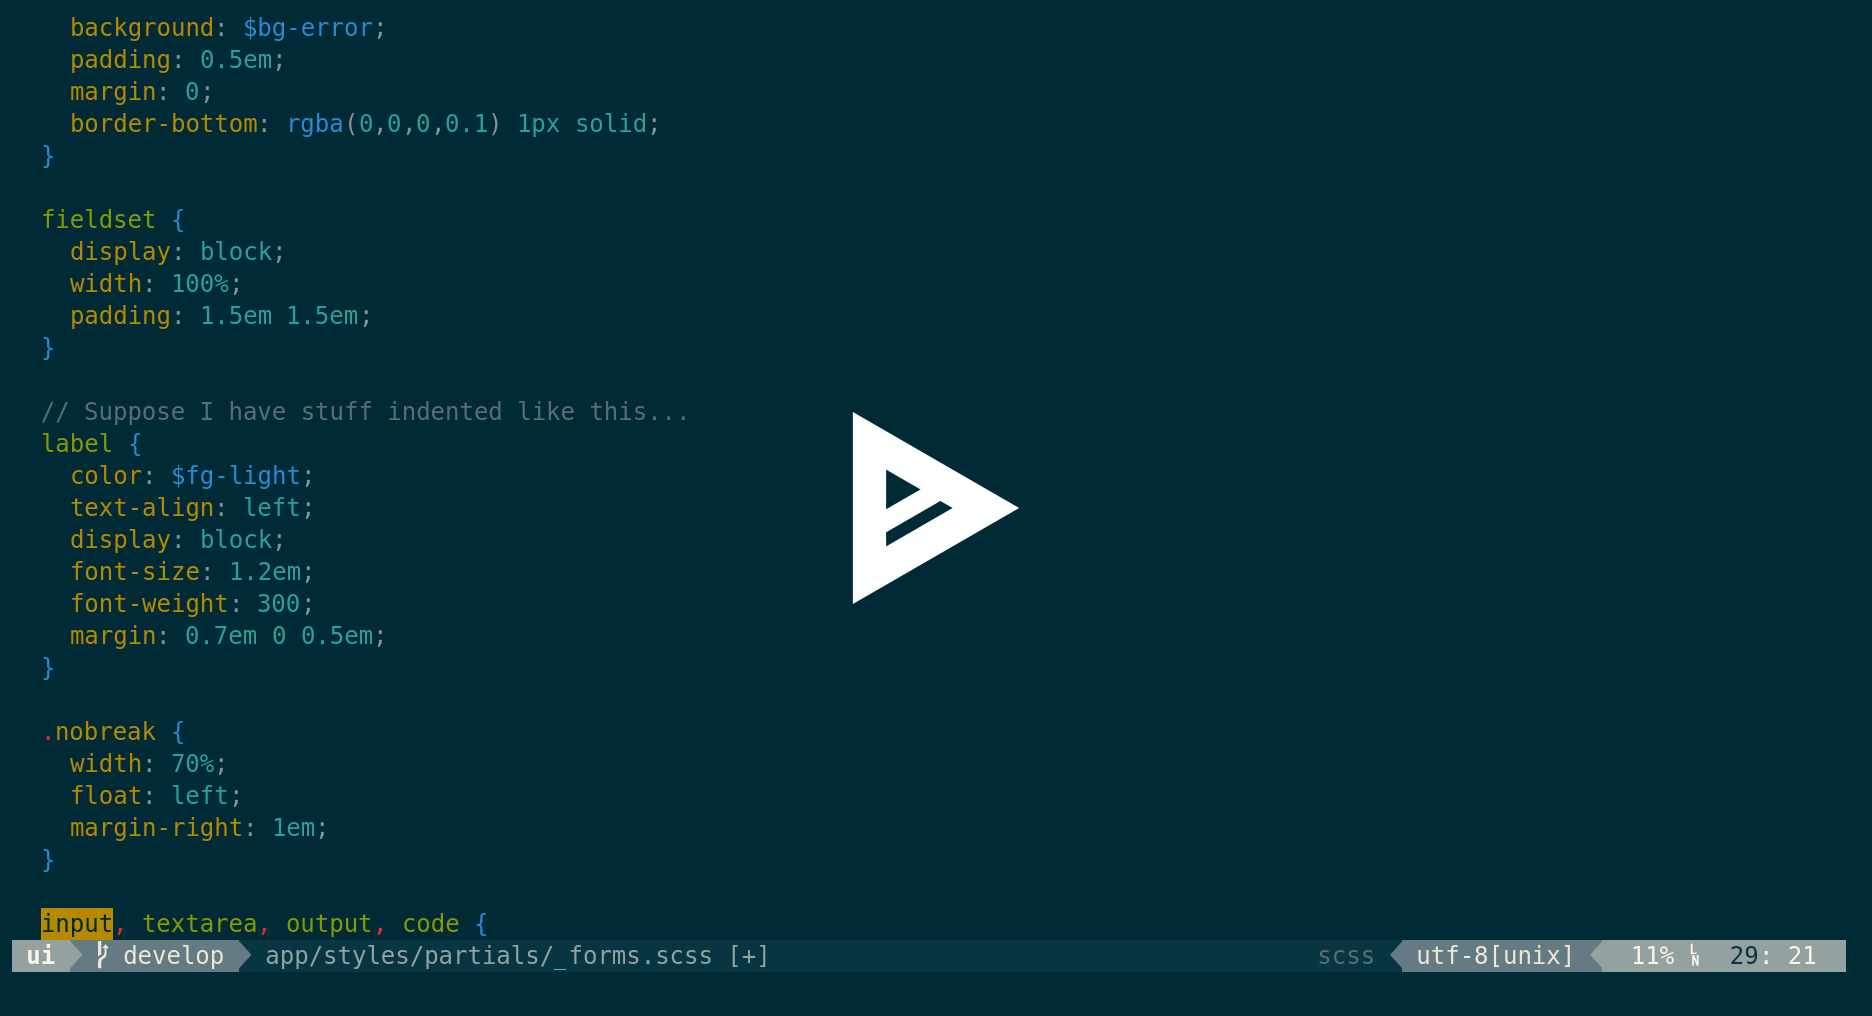 background: $bg-error;
padding: 0.5em;
margin: 0;
border-bottom: rgba(0,0,0,0.1) 1px solid;
}
fieldset {
display: block;
width: 100%;
padding: 1.5em 1.5em;
}
// Suppose I have stuff indented like this...
label {
color: $fg-light;
text-align: left;
display: block;
font-size: 1.2em;
font-weight: 300;
margin: 0.7em 0 0.5em;
}
.nobreak {
width: 70%;
float: left;
margin-right: 1em;
}
input, textarea, output, code {
ui develop app/styles/partials/_forms.scss [+] scss utf-8[unix] 11% LN 29: 21